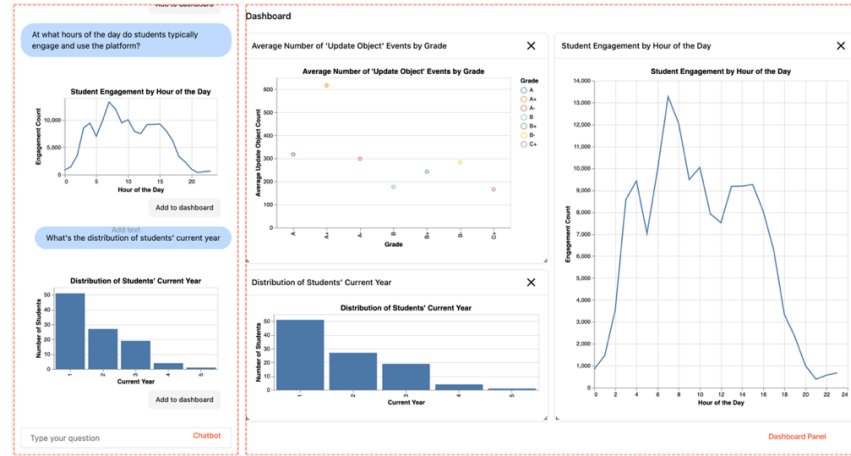 Add to dashboard
At what hours of the day do students typically
engage and use the platform?
Student Engagement by Hour of the Day
Engagement Count
10,000
5,000
0
0 5 10 15 20
Hour of the Day
Add to dashboard
Add text
What's the distribution of students' current year
Distribution of Students' Current Year
Number of Students
50
40
30
20
10
0
1 2 3 4 5
Current Year
Add to dashboard
Type your question
Chatbot
Dashboard
Average Number of 'Update Object' Events by Grade
Average Number of 'Update Object' Events by Grade
Average Update Object Count
600
500
400
300
200
100
0
A A+ A- B B+ B- C+
Grade
Grade
A
A+
A-
B
B+
B-
C+
Distribution of Students' Current Year
Distribution of Students' Current Year
Number of Students
50
40
30
20
10
0
1 2 3 4 5
Current Year
Student Engagement by Hour of the Day
Student Engagement by Hour of the Day
Engagement Count
14,000
13,000
12,000
11,000
10,000
9,000
8,000
7,000
6,000
5,000
4,000
3,000
2,000
1,000
0
0 2 4 6 8 10 12 14 16 18 20 22 24
Hour of the Day
Dashboard Panel